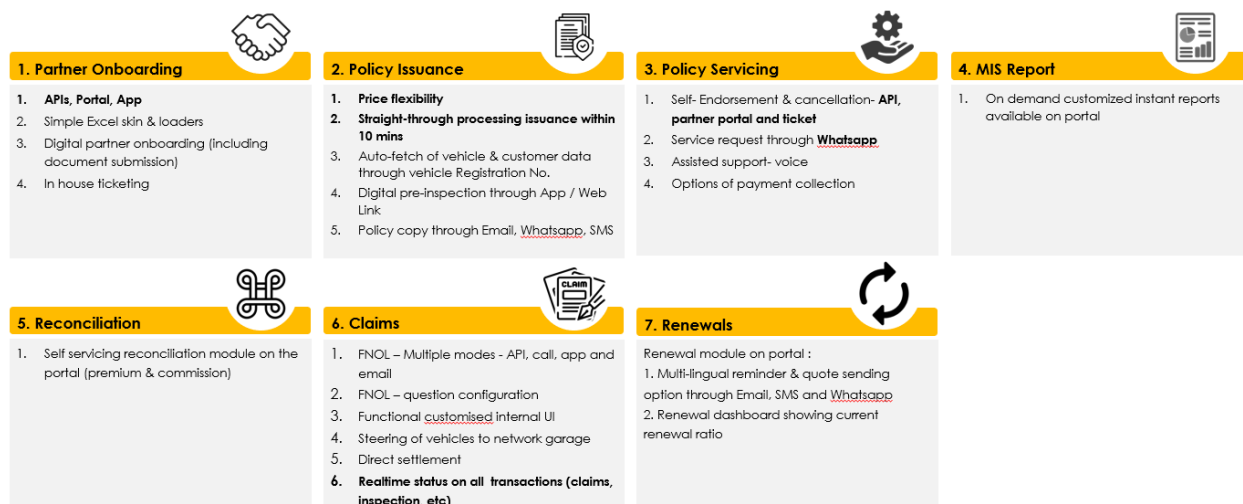 1. Partner Onboarding
1. APIs, Portal, App
2. Simple Excel skin & loaders
3. Digital partner onboarding (including
document submission)
4. In house ticketing
2. Policy Issuance
1. Price flexibility
2. Straight-through processing issuance within
10 mins
3. Auto-fetch of vehicle & customer data
through vehicle Registration No.
4. Digital pre-inspection through App / Web
Link
5. Policy copy through Email, Whatsapp, SMS
3. Policy Servicing
1. Self- Endorsement & cancellation- API,
partner portal and ticket
2. Service request through Whatsapp
3. Assisted support- voice
4. Options of payment collection
4. MIS Report
1. On demand customized instant reports
available on portal
5. Reconciliation
1. Self servicing reconciliation module on the
portal (premium & commission)
CLAIM
6. Claims
1. FNOL – Multiple modes - API, call, app and
email
2. FNOL – question configuration
3. Functional customised internal UI
4. Steering of vehicles to network garage
5. Direct settlement
6. Realtime status on all transactions (claims,
inspection, etc)
7. Renewals
Renewal module on portal :
1. Multi-lingual reminder & quote sending
option through Email, SMS and Whatsapp
2. Renewal dashboard showing current
renewal ratio